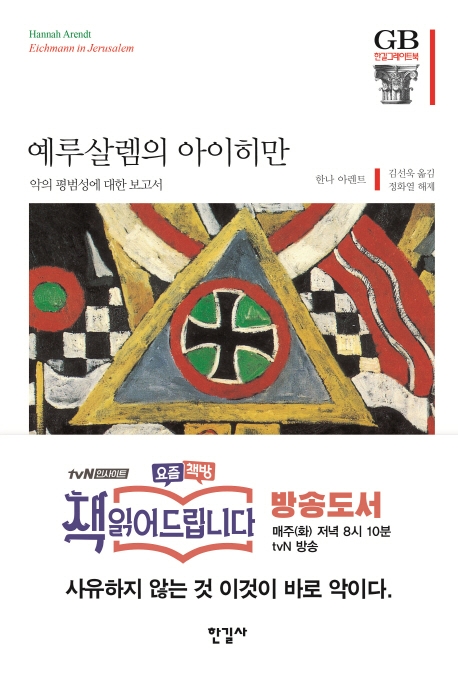 Hannah Arendt
Eichmann in Jerusalem
GB
한길그레이트북
예루살렘의 아이히만
악의 평범성에 대한 보고서
한나 아렌트
김선욱 옮김
정화열 해제
tvN 인사이트
요즘책방
책 읽어드립니다
방송도서
매주(화) 저녁 8시 10분
tvN 방송
사유하지 않는 것 이것이 바로 악이다.
한길사